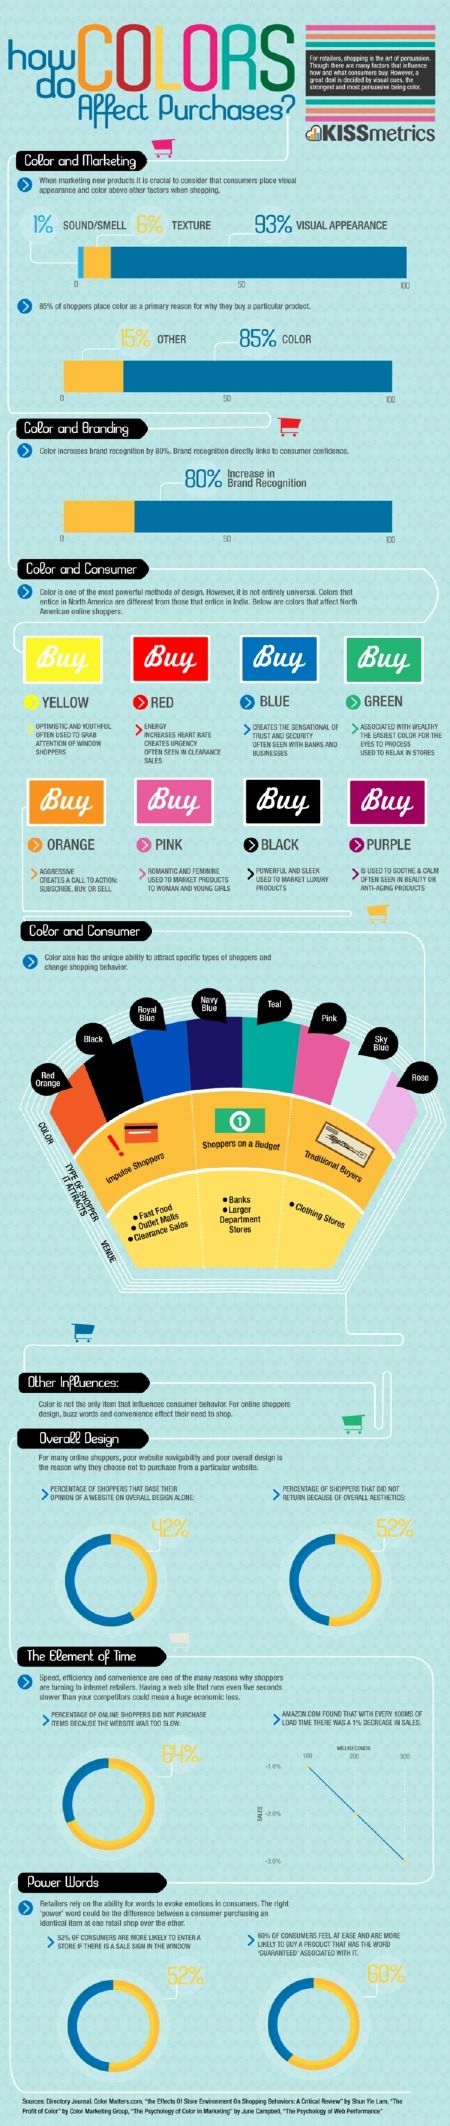 how do COLORS
Affect Purchases?
For retailers, shopping is the art of persuasion.
Though there are many factors that influence
how and what consumers buy. However, a
great deal is decided by visual cues, the
strongest and most persuasive being color.
KISSmetrics
Color and Marketing
When marketing new products it is crucial to consider that consumers place visual
appearance and color above other factors when shopping.
1% SOUND/SMELL 6% TEXTURE 93% VISUAL APPEARANCE
0 50 100
85% of shoppers place color as a primary reason for why they buy a particular product.
15% OTHER 85% COLOR
0 50 100
Color and Branding
Color increases brand recognition by 80%. Brand recognition directly links to consumer confidence.
80% Increase in
Brand Recognition
0 50 100
Color and Consumer
Color is one of the most powerful methods of design. However, it is not entirely universal. Colors that
entice in North America are different from those that entice in India. Below are colors that affect North
American online shoppers.
Buy Buy Buy Buy
YELLOW
OPTIMISTIC AND YOUTHFUL
OFTEN USED TO GRAB
ATTENTION OF WINDOW
SHOPPERS
RED
ENERGY
INCREASES HEART RATE
CREATES URGENCY
OFTEN SEEN IN CLEARANCE
SALES
BLUE
CREATES THE SENSATIONAL OF
TRUST AND SECURITY
OFTEN SEEN WITH BANKS AND
BUSINESSES
GREEN
ASSOCIATED WITH WEALTHY
THE EASIEST COLOR FOR THE
EYES TO PROCESS
USED TO RELAX IN STORES
Buy Buy Buy Buy
ORANGE
AGGRESSIVE
CREATES A CALL TO ACTION:
SUBSCRIBE, BUY, OR SELL
PINK
ROMANTIC AND FEMININE
USED TO MARKET PRODUCTS
TO WOMAN AND YOUNG GIRLS
BLACK
POWERFUL AND SLEEK
USED TO MARKET LUXURY
PRODUCTS
PURPLE
IS USED TO SOOTHE & CALM
OFTEN SEEN IN BEAUTY OR
ANTI-AGING PRODUCTS
Color and Consumer
Color also has the unique ability to attract specific types of shoppers and
change shopping behavior.
Red
Orange
Black
Royal
Blue
Navy
Blue
Teal
Pink
Sky
Blue
Rose
COLOR
TYPE OF SHOPPER
IT ATTRACTS
VENUE
Impulse Shoppers
Shoppers on a Budget
1
Traditional Buyers
• Fast Food
• Outlet Malls
• Clearance Sales
• Banks
• Larger
Department
Stores
• Clothing Stores
Other Influences:
Color is not the only item that influences consumer behavior. For online shoppers
design, buzz words and convenience effect their need to shop.
Overall Design
For many online shoppers, poor website navigability and poor overall design is
the reason why they choose not to purchase from a particular website.
PERCENTAGE OF SHOPPERS THAT BASE THEIR
OPINION OF A WEBSITE ON OVERALL DESIGN ALONE:
42%
PERCENTAGE OF SHOPPERS THAT DID NOT
RETURN BECAUSE OF OVERALL AESTHETICS:
52%
The Element of Time
Speed, efficiency and convenience are one of the many reasons why shoppers
are turning to internet retailers. Having a web site that runs even five seconds
slower than your competitors could mean a huge economic loss.
PERCENTAGE OF ONLINE SHOPPERS DID NOT PURCHASE
ITEMS BECAUSE THE WEBSITE WAS TOO SLOW:
64%
AMAZON.COM FOUND THAT WITH EVERY 100MS OF
LOAD TIME THERE WAS A 1% DECREASE IN SALES.
MILLISECONDS
100 200 300
-1.0%
-2.0%
-3.0%
SALES
Power Words
Retailers rely on the ability for words to evoke emotions in consumers. The right
'power' word could be the difference between a consumer purchasing an
identical item at one retail shop over the other.
52% OF CONSUMERS ARE MORE LIKELY TO ENTER A
STORE IF THERE IS A SALE SIGN IN THE WINDOW
52%
60% OF CONSUMERS FEEL AT EASE AND ARE MORE
LIKELY TO BUY A PRODUCT THAT HAS THE WORD
'GUARANTEED' ASSOCIATED WITH IT.
60%
Sources: Directory Journal, Color Matters.com, "the Effects Of Store Environment On Shopping Behaviors: A Critical Review" by Shun Yin Lam, "The
Profit of Color" by Color Marketing Group, "The Psychology of Color in Marketing" by June Campbell, "The Psychology of Web Performance"